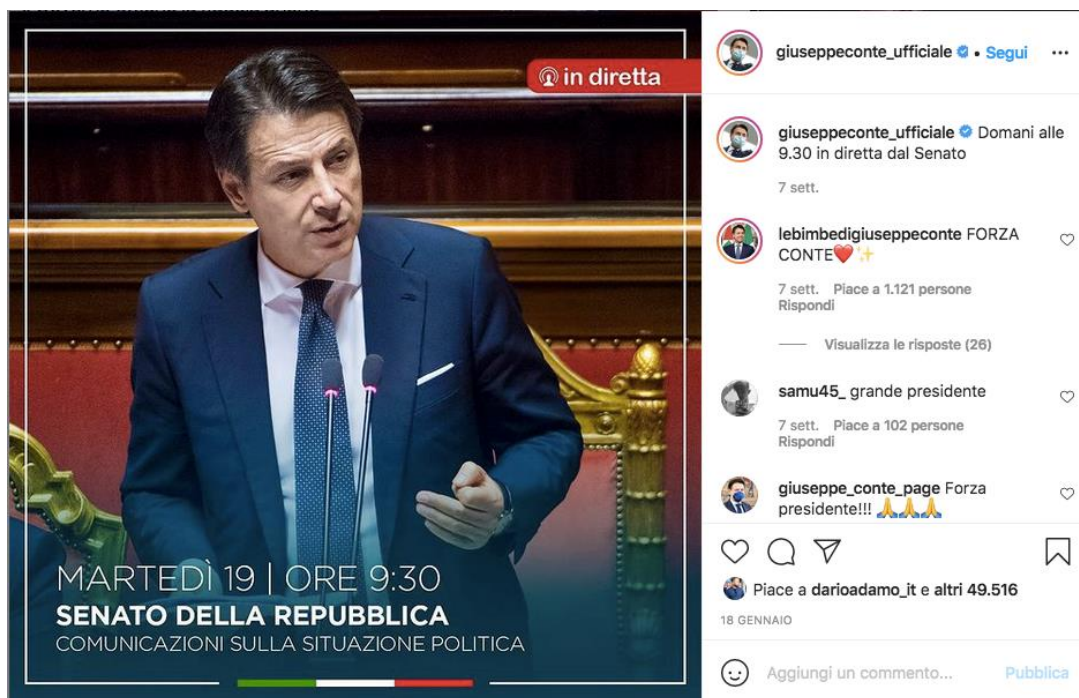 in diretta
MARTEDÌ 19 | ORE 9:30
SENATO DELLA REPUBBLICA
COMUNICAZIONI SULLA SITUAZIONE POLITICA
giuseppeconte_ufficiale • Segui
giuseppeconte_ufficiale Domani alle
9.30 in diretta dal Senato
7 sett.
lebimbedigiuseppeconte FORZA
CONTE❤️✨
7 sett. Piace a 1.121 persone
Rispondi
Visualizza le risposte (26)
samu45_ grande presidente
7 sett. Piace a 102 persone
Rispondi
giuseppe_conte_page Forza
presidente!!! 🙏🙏🙏
Piace a darioadamo_it e altri 49.516
18 GENNAIO
Aggiungi un commento... Pubblica